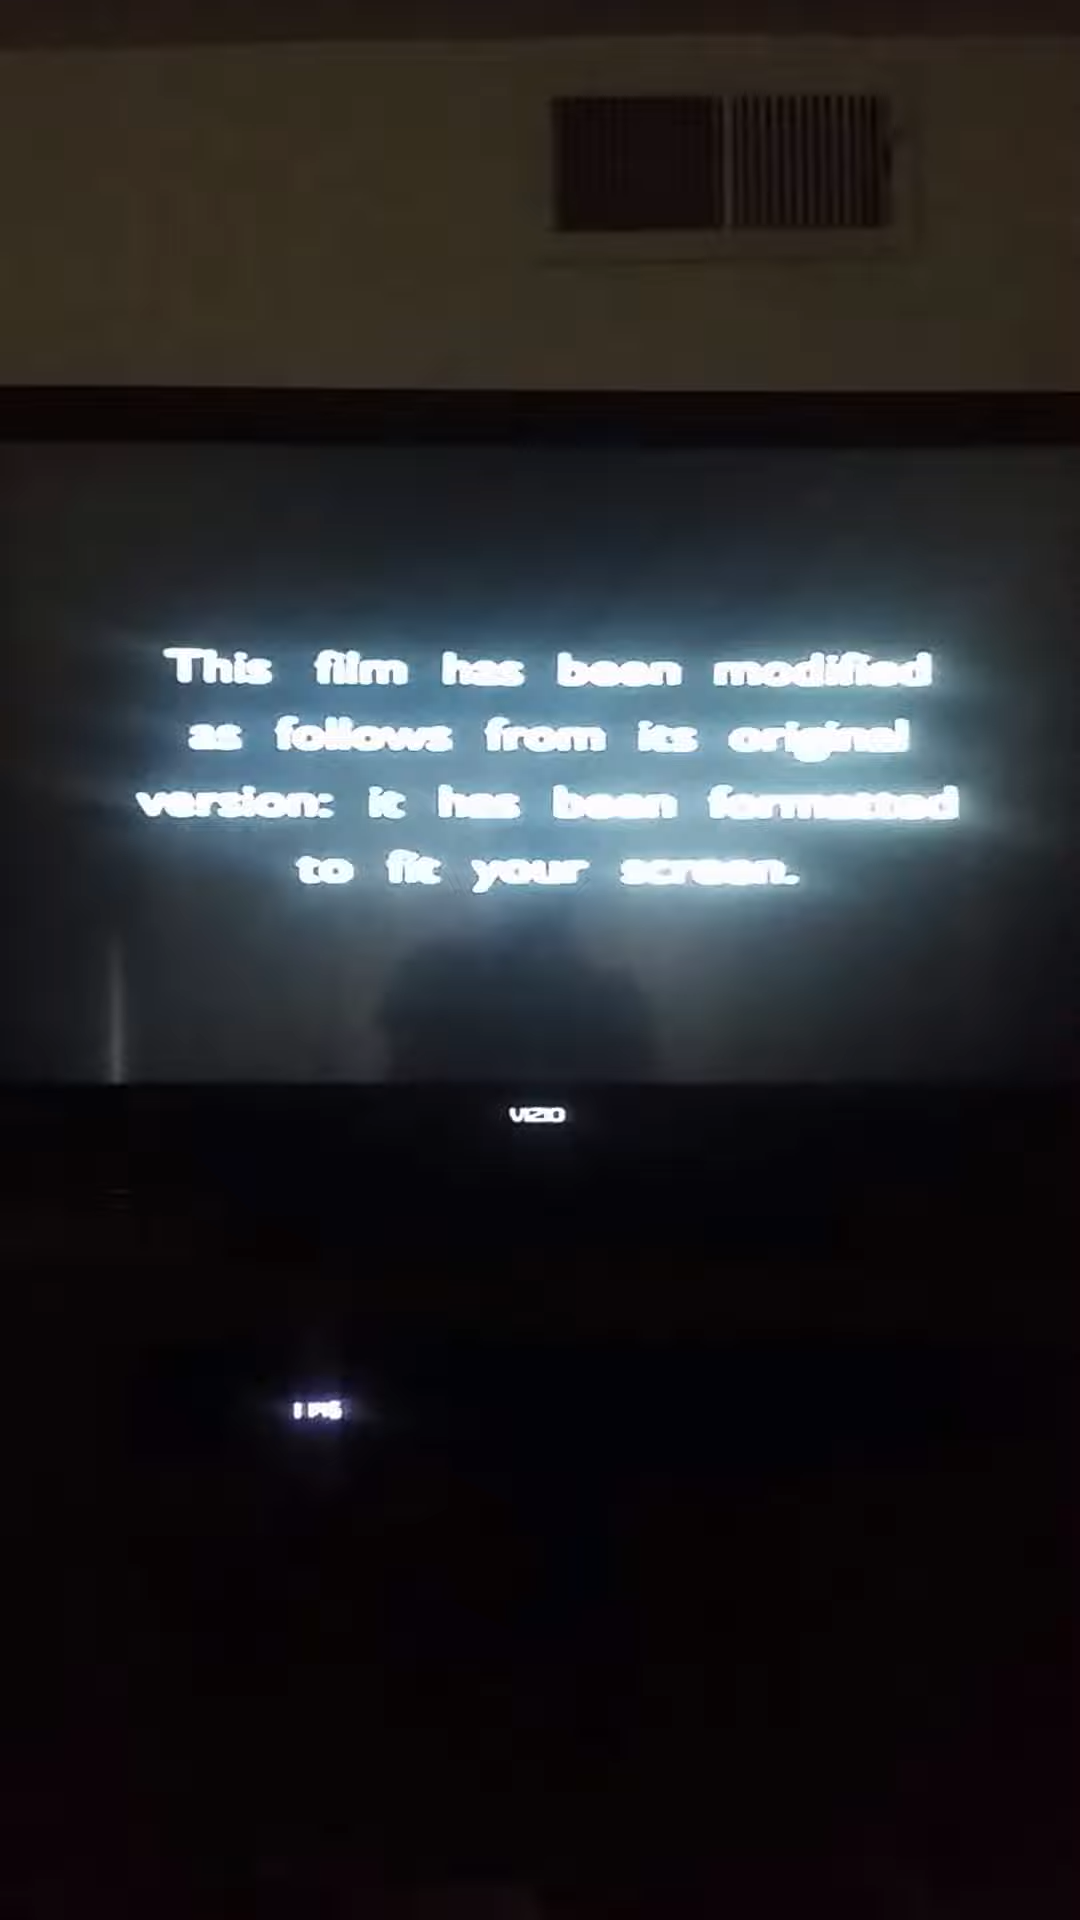 This film has been modified
as follows from its original
version: it has been formatted
to fit your screen.
VIZIO